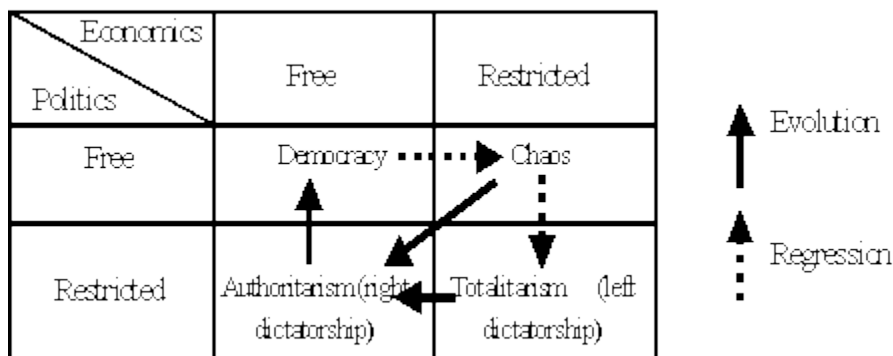 Economics
Politics
Free
Restricted
Free
Democracy
Chaos
Restricted
Authoritarism (right
dictatorship)
Totalitarism (left
dictatorship)
Evolution
Regression